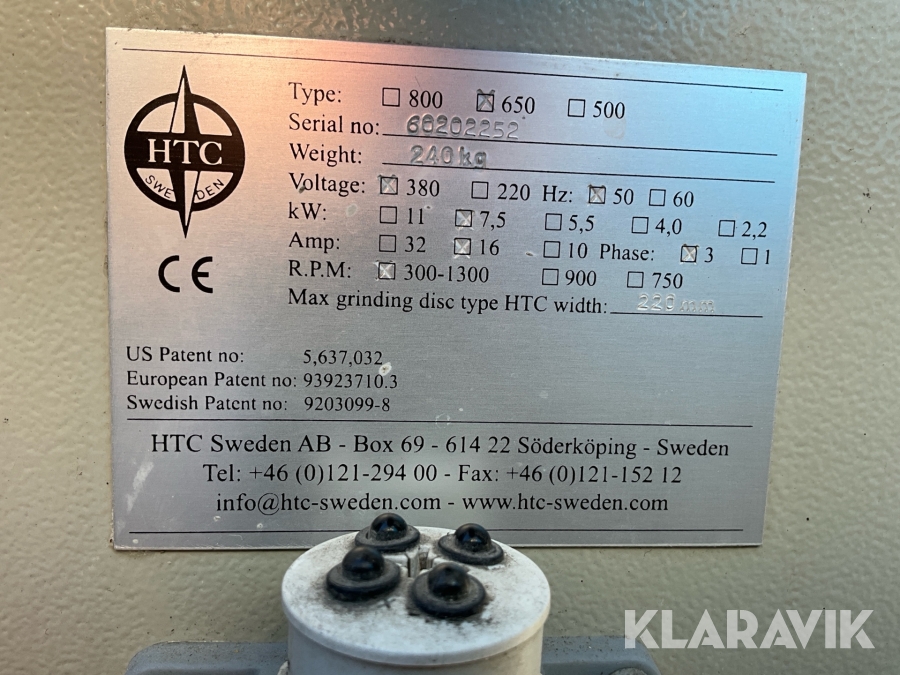 HTC
SWEDEN
CE
Type: ☐ 800 ☒ 650 ☐ 500
Serial no: 60202252
Weight: 240kg
Voltage: ☒ 380 ☐ 220 Hz: ☒ 50 ☐ 60
kW: ☐ 11 ☒ 7,5 ☐ 5,5 ☐ 4,0 ☐ 2,2
Amp: ☐ 32 ☒ 16 ☐ 10 Phase: ☒ 3 ☐ 1
R.P.M: ☒ 300-1300 ☐ 900 ☐ 750
Max grinding disc type HTC width: 220 mm
US Patent no: 5,637,032
European Patent no: 93923710.3
Swedish Patent no: 9203099-8
HTC Sweden AB - Box 69 - 614 22 Söderköping - Sweden
Tel: +46 (0)121-294 00 - Fax: +46 (0)121-152 12
info@htc-sweden.com - www.htc-sweden.com
KLARAVIK